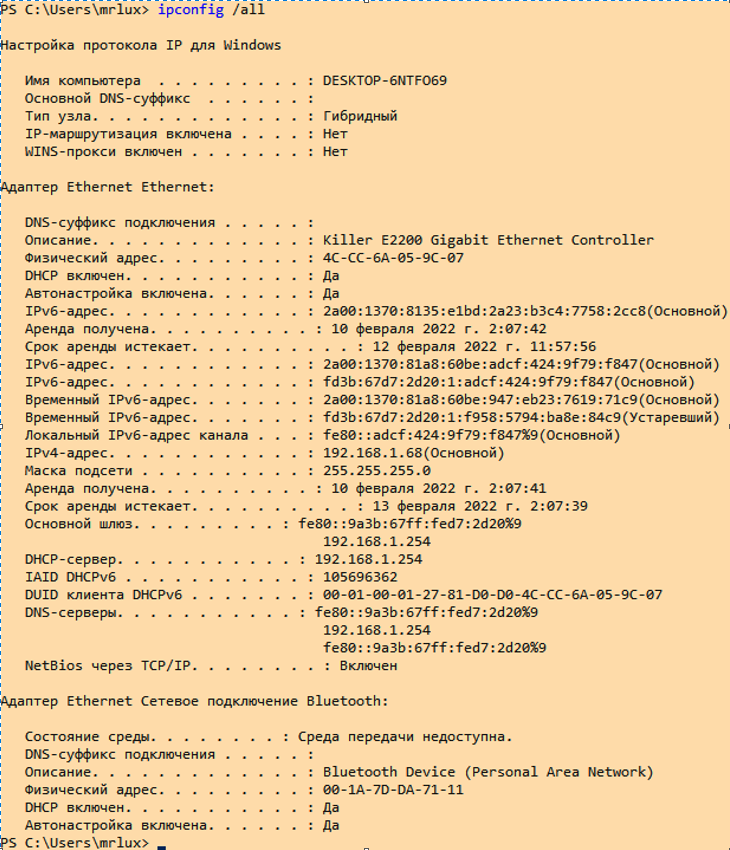 PS C:\Users\mrlux> ipconfig /all
Настройка протокола IP для Windows
Имя компьютера . . . . . . . . . : DESKTOP-6NTFO69
Основной DNS-суффикс . . . . . . :
Тип узла. . . . . . . . . . . . . : Гибридный
IP-маршрутизация включена . . . . : Нет
WINS-прокси включен . . . . . . . : Нет
Адаптер Ethernet Ethernet:
DNS-суффикс подключения . . . . . :
Описание. . . . . . . . . . . . . : Killer E2200 Gigabit Ethernet Controller
Физический адрес. . . . . . . . . : 4C-CC-6A-05-9C-07
DHCP включен. . . . . . . . . . . : Да
Автонастройка включена. . . . . . : Да
IPv6-адрес. . . . . . . . . . . . : 2a00:1370:8135:e1bd:2a23:b3c4:7758:2cc8(Основной)
Аренда получена. . . . . . . . . . : 10 февраля 2022 г. 2:07:42
Срок аренды истекает. . . . . . . . . . : 12 февраля 2022 г. 11:57:56
IPv6-адрес. . . . . . . . . . . . : 2a00:1370:81a8:60be:adcf:424:9f79:f847(Основной)
IPv6-адрес. . . . . . . . . . . . : fd3b:67d7:2d20:1:adcf:424:9f79:f847(Основной)
Временный IPv6-адрес. . . . . . . : 2a00:1370:81a8:60be:947:eb23:7619:71c9(Основной)
Временный IPv6-адрес. . . . . . . : fd3b:67d7:2d20:1:f958:5794:ba8e:84c9(Устаревший)
Локальный IPv6-адрес канала . . . : fe80::adcf:424:9f79:f847%9(Основной)
IPv4-адрес. . . . . . . . . . . . : 192.168.1.68(Основной)
Маска подсети . . . . . . . . . . : 255.255.255.0
Аренда получена. . . . . . . . . . : 10 февраля 2022 г. 2:07:41
Срок аренды истекает. . . . . . . . . . : 13 февраля 2022 г. 2:07:39
Основной шлюз. . . . . . . . . : fe80::9a3b:67ff:fed7:2d20%9
192.168.1.254
DHCP-сервер. . . . . . . . . . . : 192.168.1.254
IAID DHCPv6 . . . . . . . . . . . : 105696362
DUID клиента DHCPv6 . . . . . . . : 00-01-00-01-27-81-D0-D0-4C-CC-6A-05-9C-07
DNS-серверы. . . . . . . . . . . : fe80::9a3b:67ff:fed7:2d20%9
192.168.1.254
fe80::9a3b:67ff:fed7:2d20%9
NetBios через TCP/IP. . . . . . . . : Включен
Адаптер Ethernet Сетевое подключение Bluetooth:
Состояние среды. . . . . . . . : Среда передачи недоступна.
DNS-суффикс подключения . . . . . :
Описание. . . . . . . . . . . . . : Bluetooth Device (Personal Area Network)
Физический адрес. . . . . . . . . : 00-1A-7D-DA-71-11
DHCP включен. . . . . . . . . . . : Да
Автонастройка включена. . . . . . : Да
PS C:\Users\mrlux>